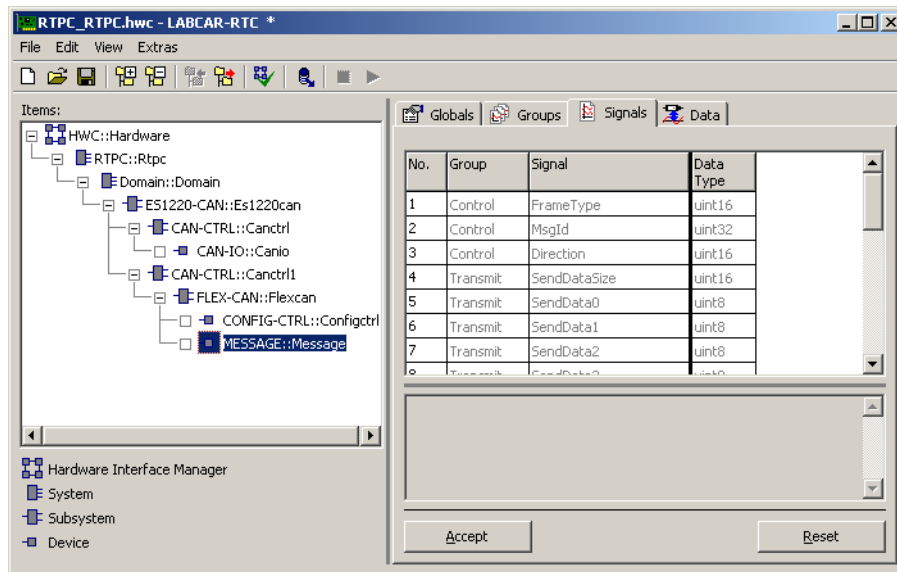 RTPC_RTPC.hwc - LABCAR-RTC *
File Edit View Extras
Items:
HWC::Hardware
RTPC::Rtpc
Domain::Domain
ES1220-CAN::Es1220can
CAN-CTRL::Canctrl
CAN-IO::Canio
CAN-CTRL::Canctrl1
FLEX-CAN::Flexcan
CONFIG-CTRL::Configctrl
MESSAGE::Message
Hardware Interface Manager
System
Subsystem
Device
Globals Groups Signals Data
No. Group Signal Data Type
1 Control FrameType uint16
2 Control MsgId uint32
3 Control Direction uint16
4 Transmit SendDataSize uint16
5 Transmit SendData0 uint8
6 Transmit SendData1 uint8
7 Transmit SendData2 uint8
Accept Reset